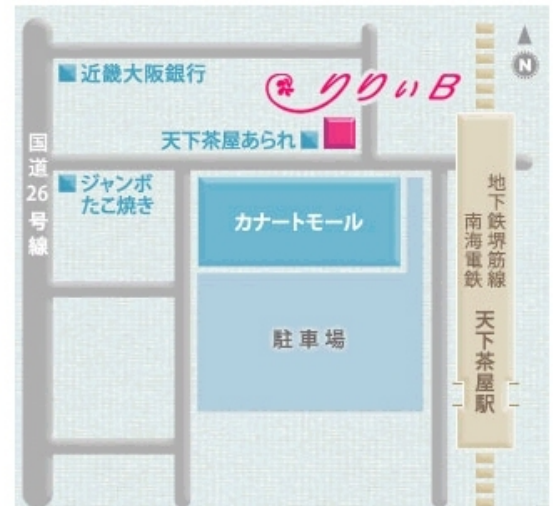 N
近畿大阪銀行
りりぃB
天下茶屋あられ
国道26号線
ジャンボ
たこ焼き
カナートモール
地下鉄堺筋線
南海電鉄
天下茶屋駅
駐車場